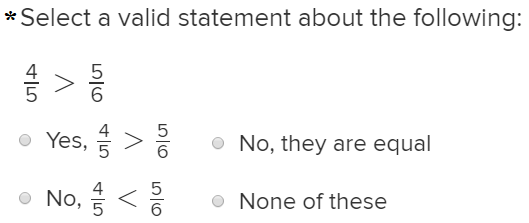 *Select a valid statement about the following:
4/5 > 5/6
Yes, 4/5 > 5/6
No, they are equal
No, 4/5 < 5/6
None of these